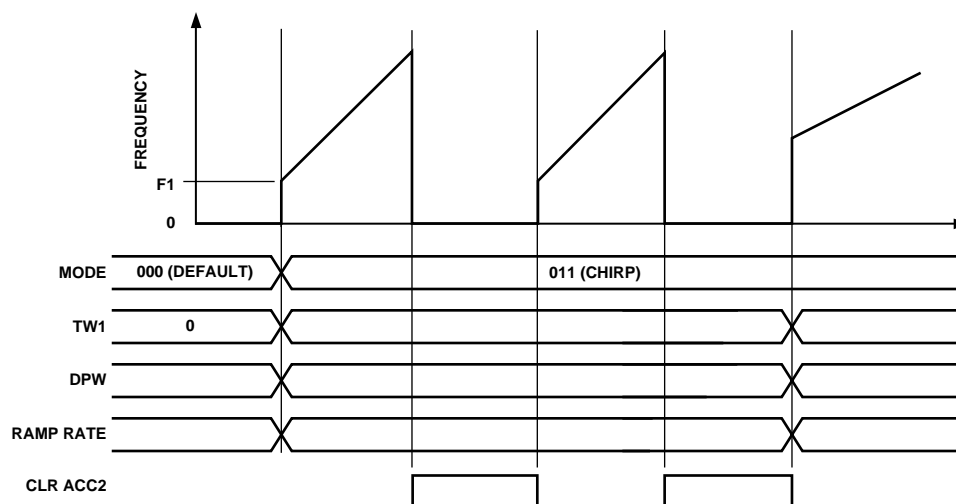 FREQUENCY
F1
0
MODE 000 (DEFAULT) 011 (CHIRP)
TW1 0
DPW
RAMP RATE
CLR ACC2